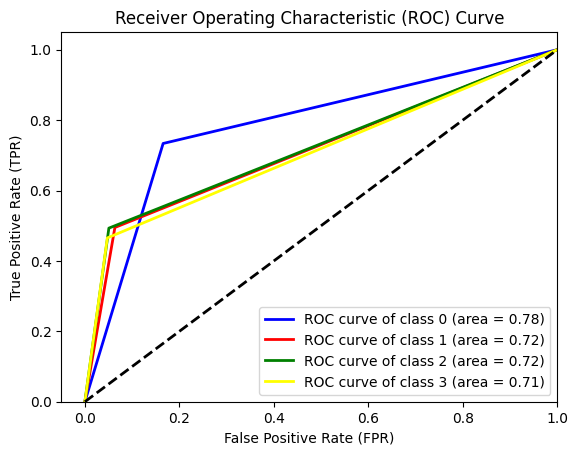 Receiver Operating Characteristic (ROC) Curve
1.0
0.8
0.6
0.4
0.2
0.0
True Positive Rate (TPR)
ROC curve of class 0 (area = 0.78)
ROC curve of class 1 (area = 0.72)
ROC curve of class 2 (area = 0.72)
ROC curve of class 3 (area = 0.71)
0.0 0.2 0.4 0.6 0.8 1.0
False Positive Rate (FPR)